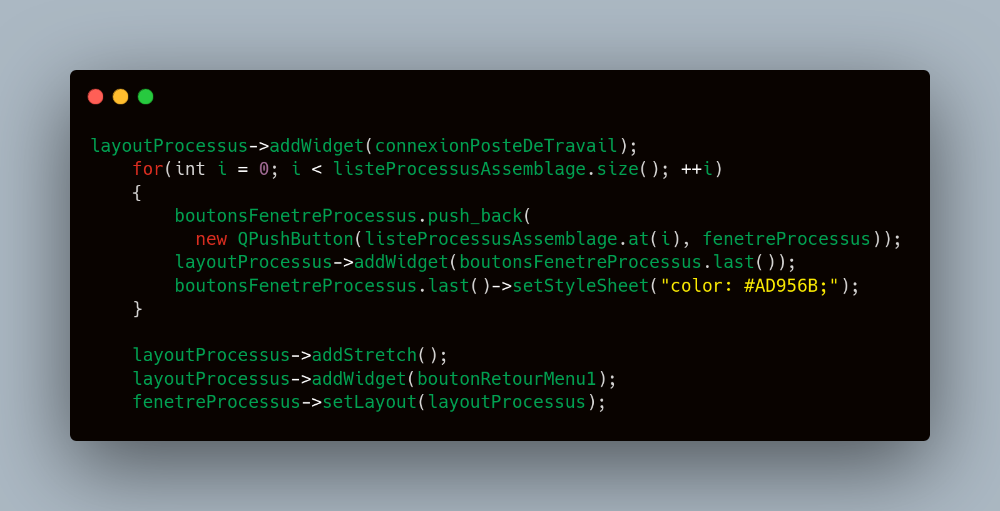 layoutProcessus->addWidget(connexionPosteDeTravail);
    for(int i = 0; i < listeProcessusAssemblage.size(); ++i)
    {
        boutonsFenetreProcessus.push_back(
          new QPushButton(listeProcessusAssemblage.at(i), fenetreProcessus));
        layoutProcessus->addWidget(boutonsFenetreProcessus.last());
        boutonsFenetreProcessus.last()->setStyleSheet("color: #AD956B;");
    }

    layoutProcessus->addStretch();
    layoutProcessus->addWidget(boutonRetourMenu1);
    fenetreProcessus->setLayout(layoutProcessus);